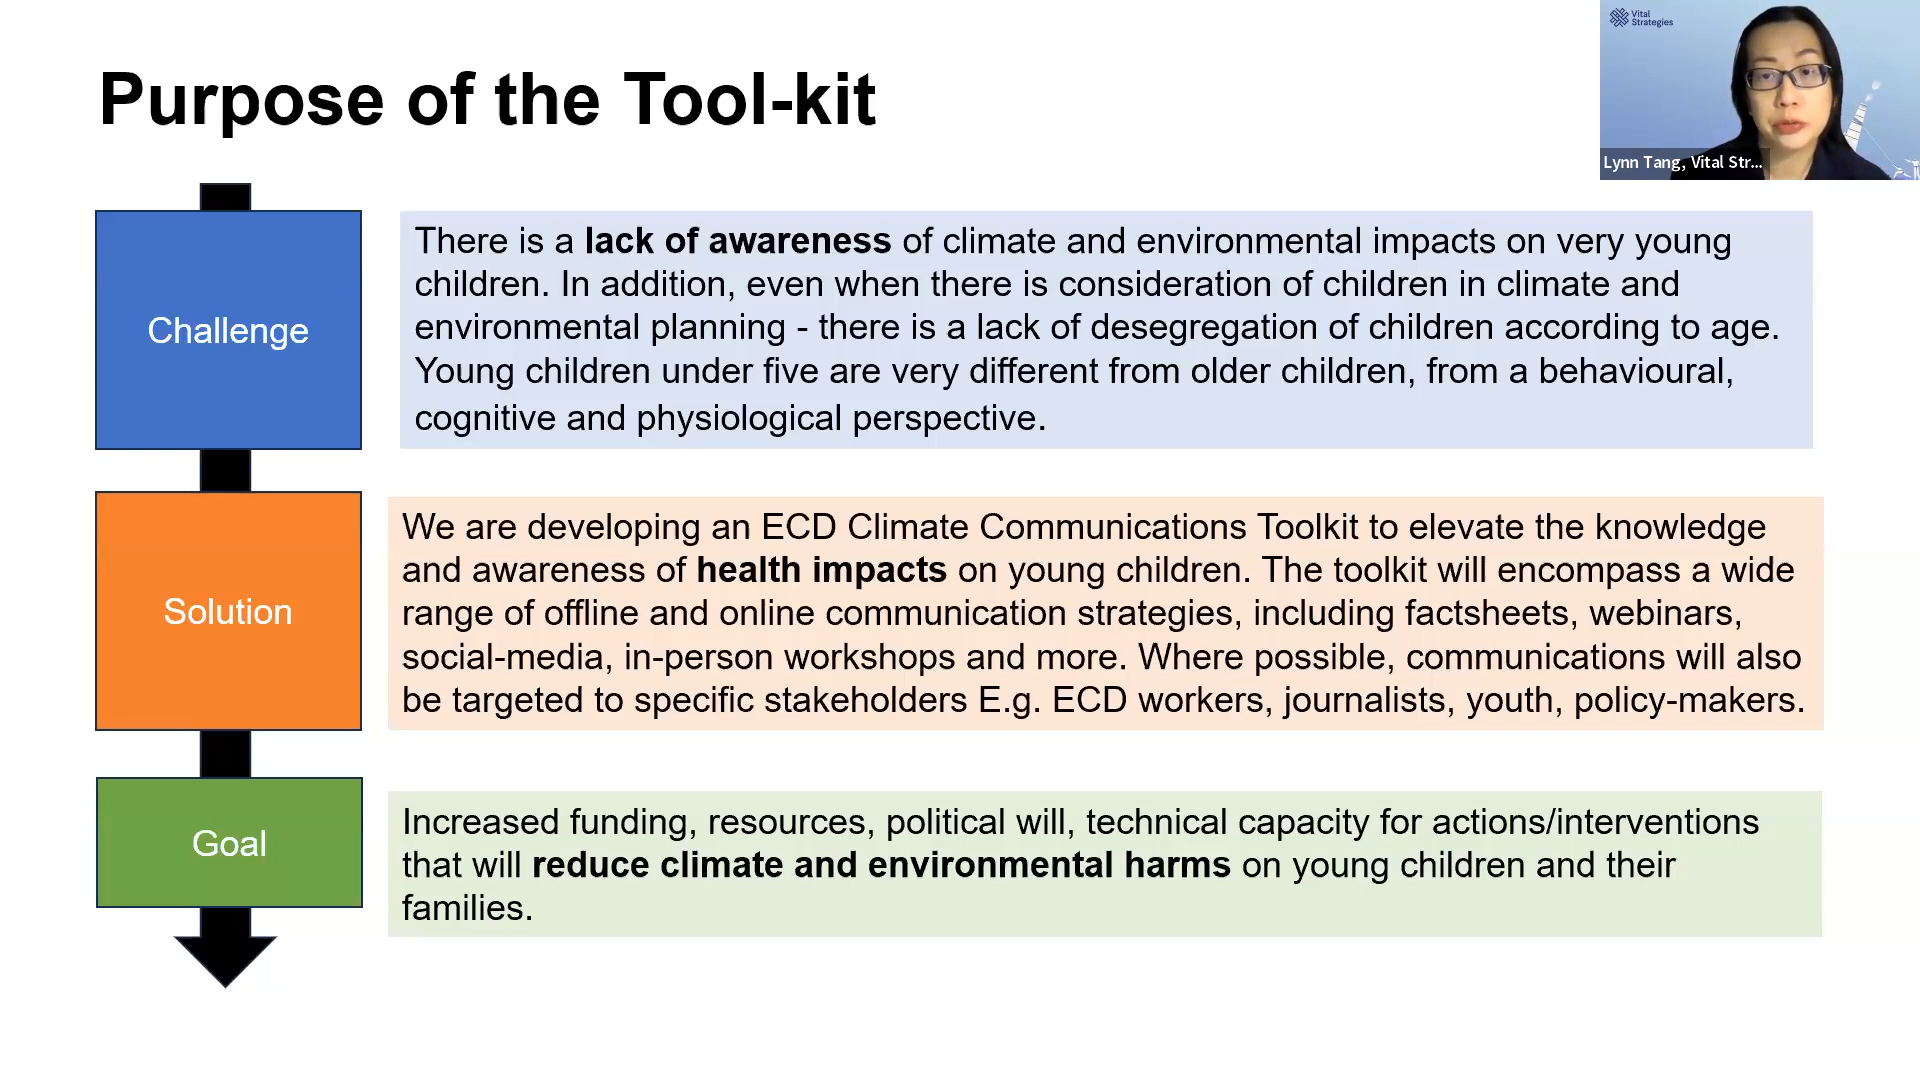 Vital
Strategies
Purpose of the Tool-kit
Lynn Tang, Vital Str...
Challenge
There is a lack of awareness of climate and environmental impacts on very young
children. In addition, even when there is consideration of children in climate and
environmental planning - there is a lack of desegregation of children according to age.
Young children under five are very different from older children, from a behavioural,
cognitive and physiological perspective.
Solution
We are developing an ECD Climate Communications Toolkit to elevate the knowledge
and awareness of health impacts on young children. The toolkit will encompass a wide
range of offline and online communication strategies, including factsheets, webinars,
social-media, in-person workshops and more. Where possible, communications will also
be targeted to specific stakeholders E.g. ECD workers, journalists, youth, policy-makers.
Goal
Increased funding, resources, political will, technical capacity for actions/interventions
that will reduce climate and environmental harms on young children and their
families.